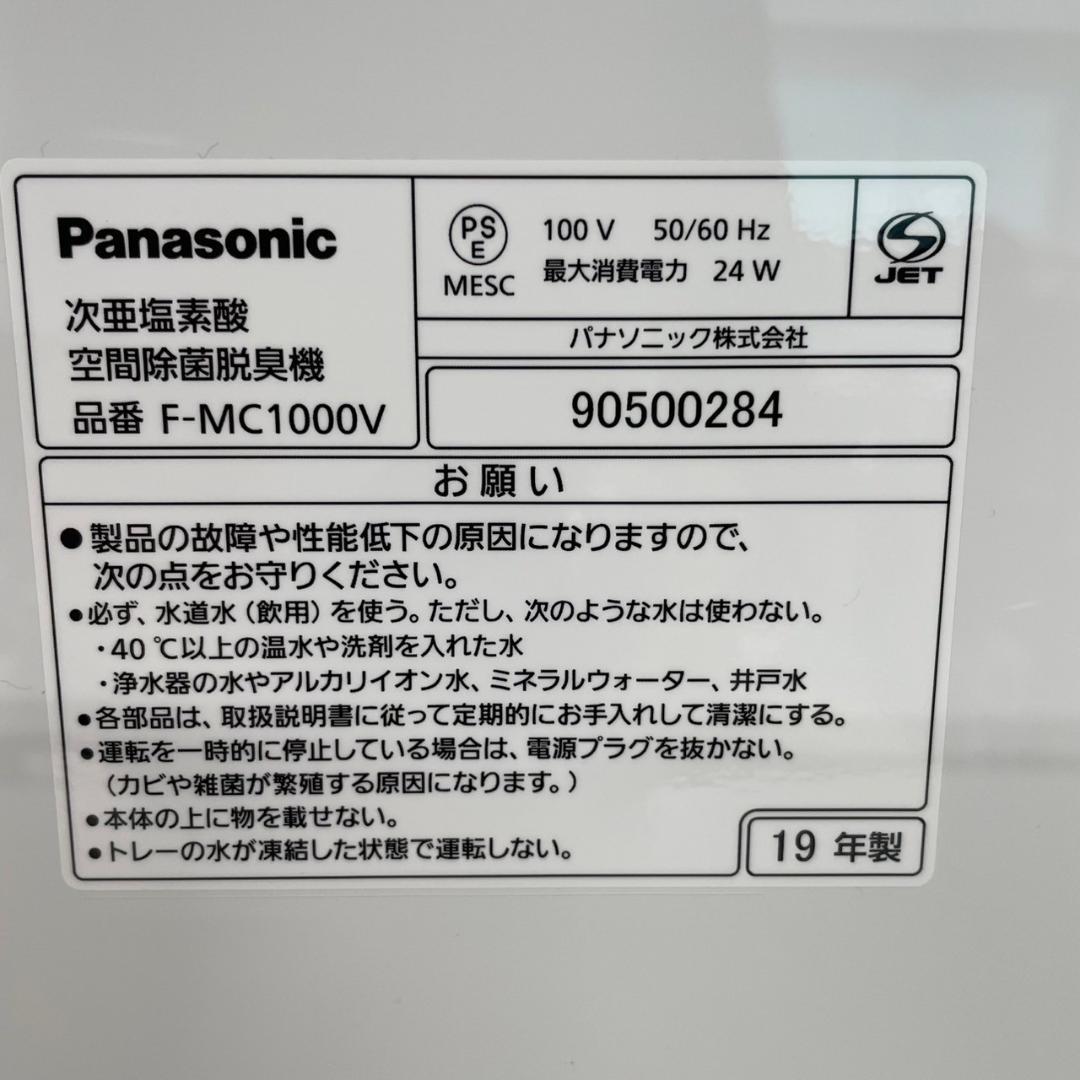 Panasonic
次亜塩素酸
空間除菌脱臭機
品番 F-MC1000V
PS
E
MESC
100 V 50/60 Hz
最大消費電力 24 W
JET
パナソニック株式会社
90500284
お願い
●製品の故障や性能低下の原因になりますので、
次の点をお守りください。
●必ず、水道水（飲用）を使う。ただし、次のような水は使わない。
・40 ℃以上の温水や洗剤を入れた水
・浄水器の水やアルカリイオン水、ミネラルウォーター、井戸水
●各部品は、取扱説明書に従って定期的にお手入れして清潔にする。
●運転を一時的に停止している場合は、電源プラグを抜かない。
（カビや雑菌が繁殖する原因になります。）
●本体の上に物を載せない。
●トレーの水が凍結した状態で運転しない。
19 年製